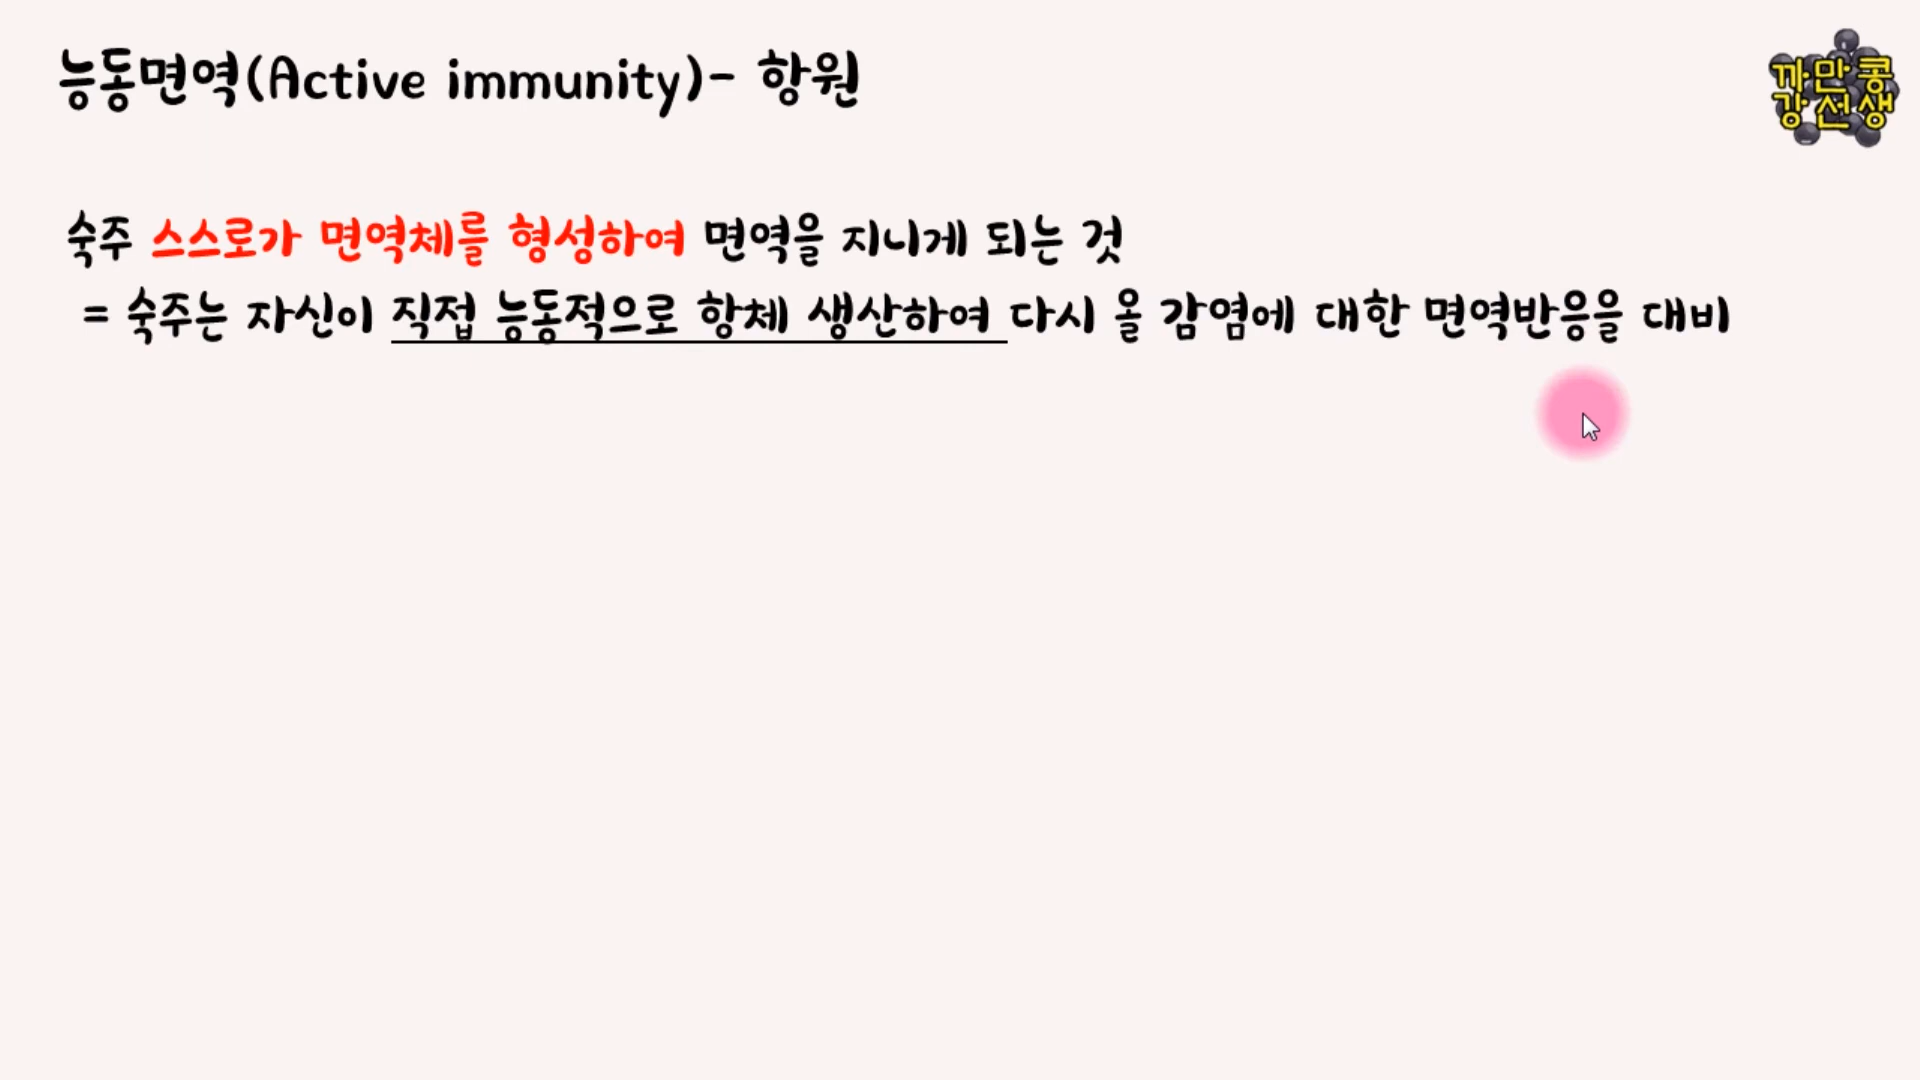 능동면역(Active immunity)- 항원
까만콩
강선생
숙주 스스로가 면역체를 형성하여 면역을 지니게 되는 것
= 숙주는 자신이 직접 능동적으로 항체 생산하여 다시 올 감염에 대한 면역반응을 대비